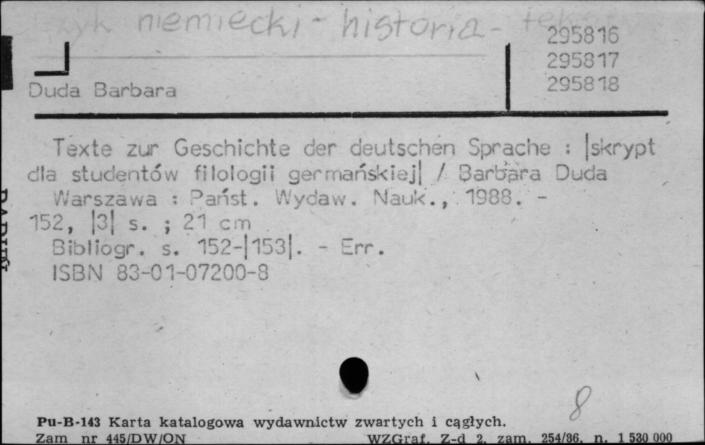 język niemiecki - historia - teksty
295816
295817
295818
Duda Barbara
Texte zur Geschichte der deutschen Sprache : |skrypt
dla studentów filologii germańskiej| / Barbara Duda
Warszawa : Państ. Wydaw. Nauk., 1988. -
152, |3| s. ; 21 cm
Bibliogr. s. 152-|153|. - Err.
ISBN 83-01-07200-8
8
Pu-B-143 Karta katalogowa wydawnictw zwartych i cągłych.
Zam nr 445/DW/ON WZGraf. Z-d 2, zam. 254/86. n. 1 530 000